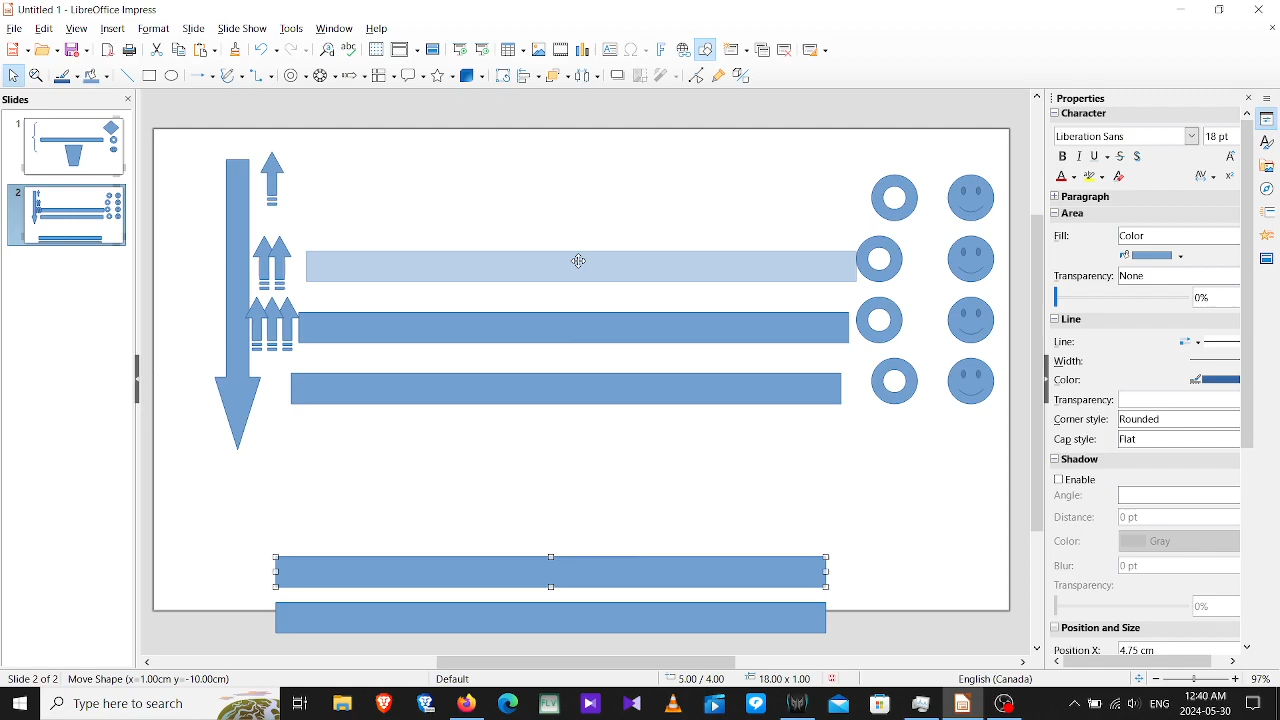 Untitled 1 - LibreOffice Impress
File Edit View Insert Format Slide Slide Show Tools Window Help
Slides
1
2
Properties
Character
Liberation Sans 18 pt
Paragraph
Area
Fill: Color
Transparency: None
0%
Line
Line:
Width:
Color:
Transparency:
Corner style: Rounded
Cap style: Flat
Shadow
Enable
Angle:
Distance: 0 pt
Color: Gray
Blur: 0 pt
Transparency:
0%
Position and Size
Position X: 4.75 cm
Slide 2 of 2 Move Shape (x=1.00cm y=-10.00cm) Default 5.00 / 4.00 18.00 x 1.00 English (Canada) 97%
Type here to search
FLV
12:40 AM
2024-05-30